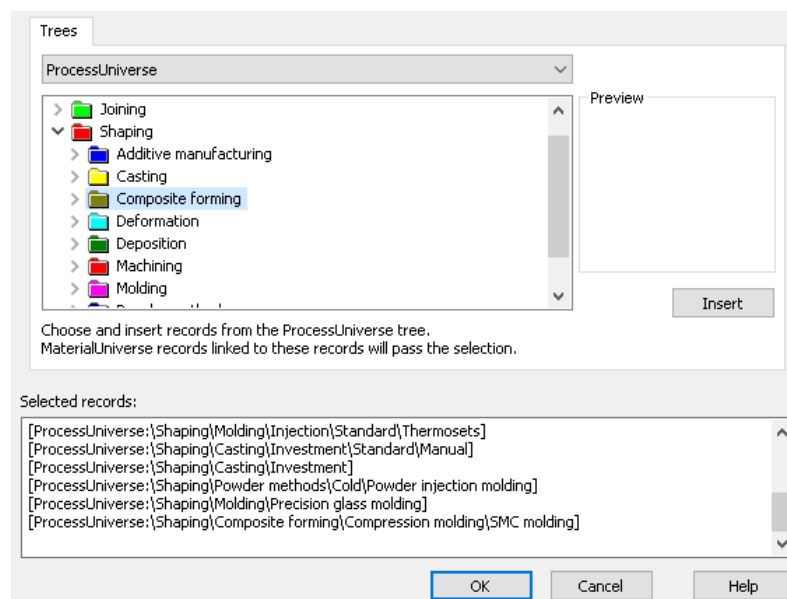 Trees
ProcessUniverse
Joining
Shaping
Additive manufacturing
Casting
Composite forming
Deformation
Deposition
Machining
Molding
Preview
Insert
Choose and insert records from the ProcessUniverse tree.
MaterialUniverse records linked to these records will pass the selection.
Selected records:
[ProcessUniverse:\Shaping\Molding\Injection\Standard\Thermosets]
[ProcessUniverse:\Shaping\Casting\Investment\Standard\Manual]
[ProcessUniverse:\Shaping\Casting\Investment]
[ProcessUniverse:\Shaping\Powder methods\Cold\Powder injection molding]
[ProcessUniverse:\Shaping\Molding\Precision glass molding]
[ProcessUniverse:\Shaping\Composite forming\Compression molding\SMC molding]
OK
Cancel
Help